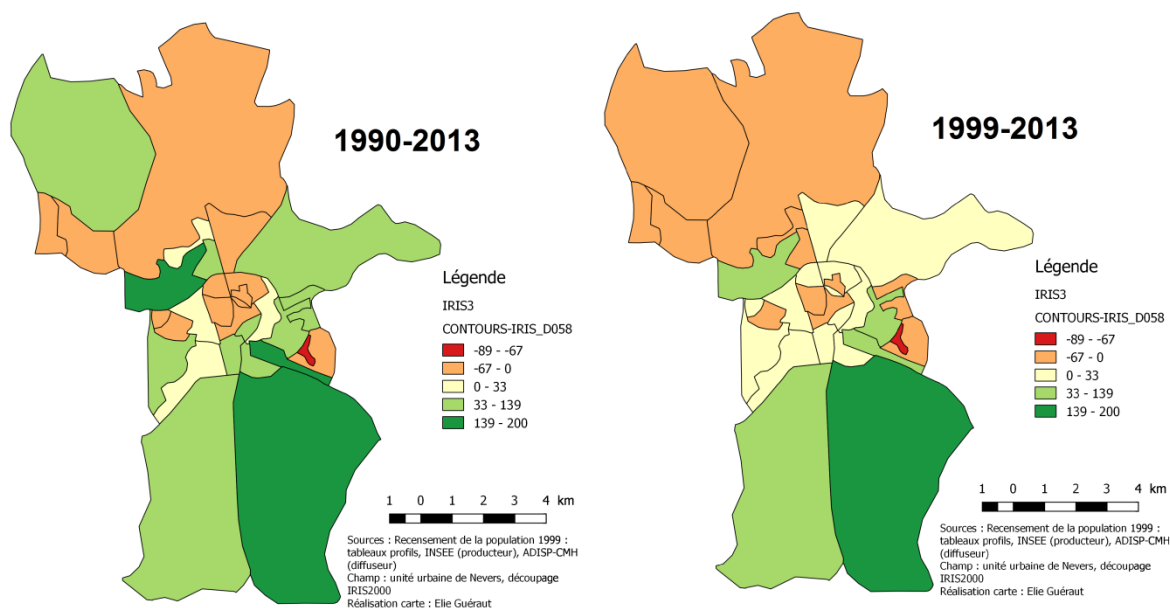 1990-2013
Légende
IRIS3
CONTOURS-IRIS_D058
-89 - -67
-67 - 0
0 - 33
33 - 139
139 - 200
1 0 1 2 3 4 km
Sources : Recensement de la population 1999 :
tableaux profils, INSEE (producteur), ADISP-CMH
(diffuseur)
Champ : unité urbaine de Nevers, découpage
IRIS2000
Réalisation carte : Elie Guéraut
1999-2013
Légende
IRIS3
CONTOURS-IRIS_D058
-89 - -67
-67 - 0
0 - 33
33 - 139
139 - 200
1 0 1 2 3 4 km
Sources : Recensement de la population 1999 :
tableaux profils, INSEE (producteur), ADISP-CMH
(diffuseur)
Champ : unité urbaine de Nevers, découpage
IRIS2000
Réalisation carte : Elie Guéraut